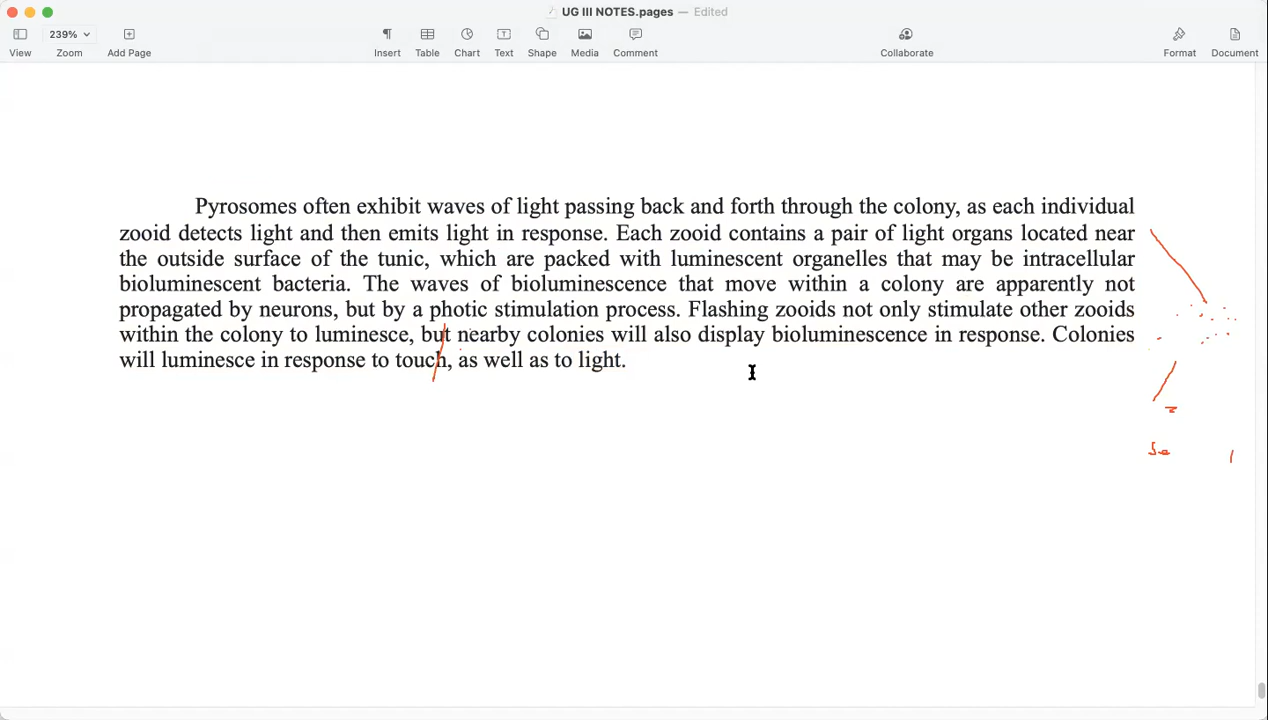 UG III NOTES.pages — Edited
239%
View Zoom Add Page Insert Table Chart Text Shape Media Comment Collaborate Format Document
Pyrosomes often exhibit waves of light passing back and forth through the colony, as each individual
zooid detects light and then emits light in response. Each zooid contains a pair of light organs located near
the outside surface of the tunic, which are packed with luminescent organelles that may be intracellular
bioluminescent bacteria. The waves of bioluminescence that move within a colony are apparently not
propagated by neurons, but by a photic stimulation process. Flashing zooids not only stimulate other zooids
within the colony to luminesce, but nearby colonies will also display bioluminescence in response. Colonies
will luminesce in response to touch, as well as to light.